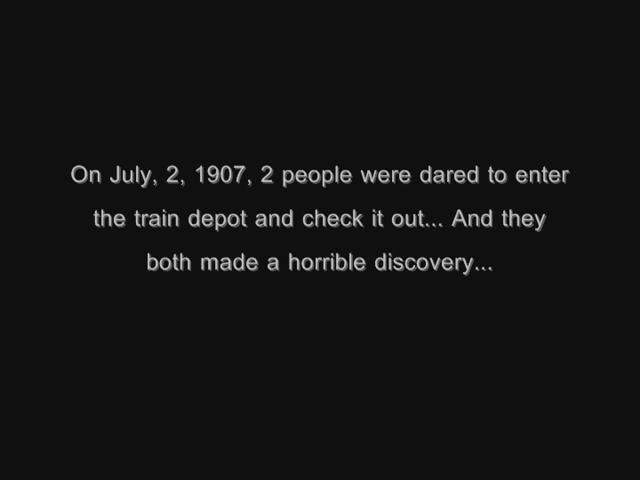 On July, 2, 1907, 2 people were dared to enter
the train depot and check it out... And they
both made a horrible discovery...